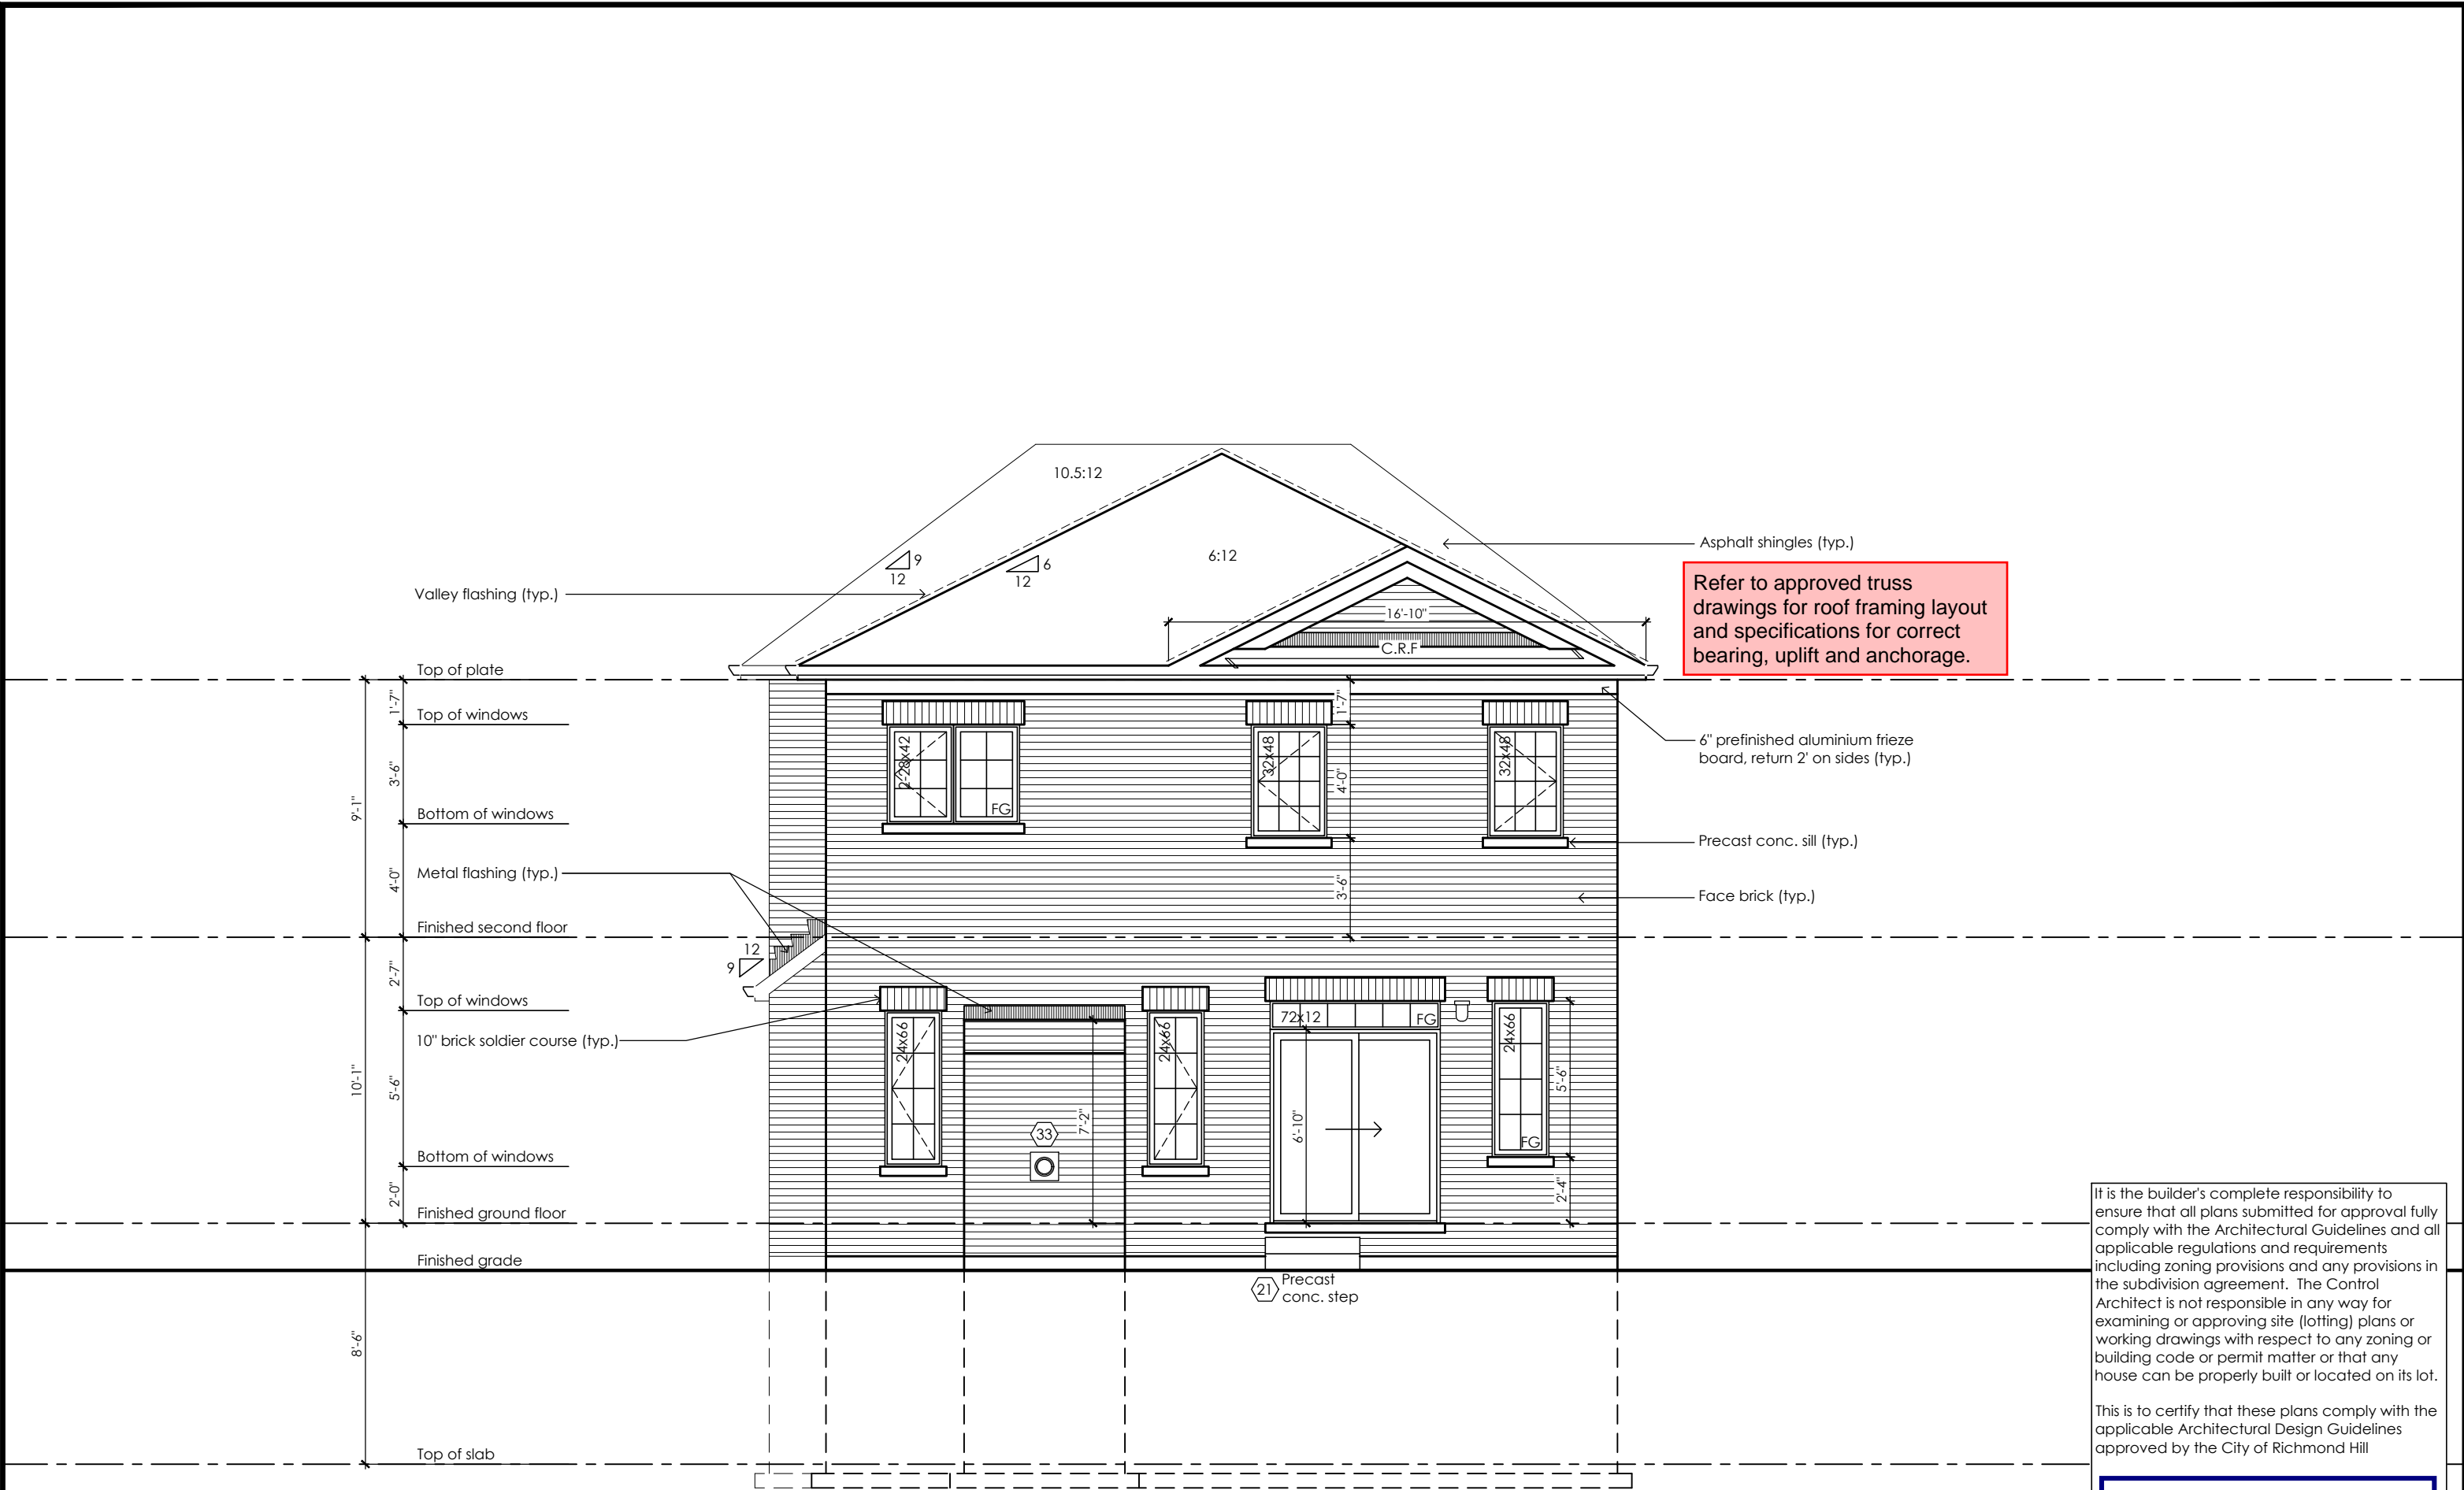 10.5:12
9
12
6
12
6:12
Asphalt shingles (typ.)
Refer to approved truss
drawings for roof framing layout
and specifications for correct
bearing, uplift and anchorage.
Valley flashing (typ.)
16'-10"
C.R.F
Top of plate
1'-7"
Top of windows
3'-6"
9'-1"
Bottom of windows
4'-0"
Metal flashing (typ.)
Finished second floor
2-28x42
FG
32x48
1'-7"
4'-0"
3'-6"
32x48
6" prefinished aluminium frieze
board, return 2' on sides (typ.)
Precast conc. sill (typ.)
Face brick (typ.)
12
9
2'-7"
Top of windows
10" brick soldier course (typ.)
10'-1"
5'-6"
Bottom of windows
2'-0"
Finished ground floor
Finished grade
24x66
33
7'-2"
24x66
72x12
FG
6'-10"
24x66
FG
5'-6"
2'-4"
21
Precast
conc. step
8'-6"
Top of slab
It is the builder's complete responsibility to
ensure that all plans submitted for approval fully
comply with the Architectural Guidelines and all
applicable regulations and requirements
including zoning provisions and any provisions in
the subdivision agreement.  The Control
Architect is not responsible in any way for
examining or approving site (lotting) plans or
working drawings with respect to any zoning or
building code or permit matter or that any
house can be properly built or located on its lot.
This is to certify that these plans comply with the
applicable Architectural Design Guidelines
approved by the City of Richmond Hill